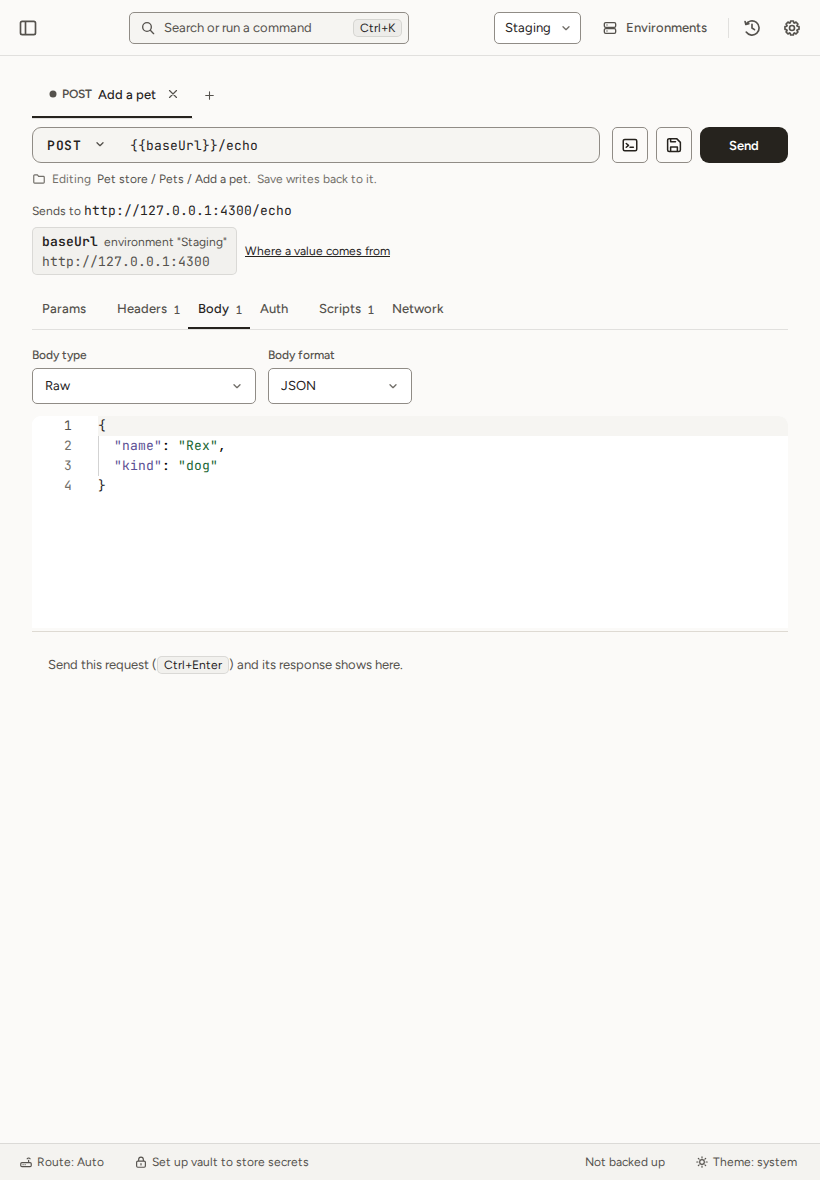 Search or run a command Ctrl+K Staging Environments
POST Add a pet
POST {{baseUrl}}/echo Send
Editing Pet store / Pets / Add a pet. Save writes back to it.
Sends to http://127.0.0.1:4300/echo
baseUrl environment "Staging"
http://127.0.0.1:4300
Where a value comes from
Params Headers 1 Body 1 Auth Scripts 1 Network
Body type Body format
Raw JSON
1 {
2 "name": "Rex",
3 "kind": "dog"
4 }
Send this request (Ctrl+Enter) and its response shows here.
Route: Auto Set up vault to store secrets Not backed up Theme: system